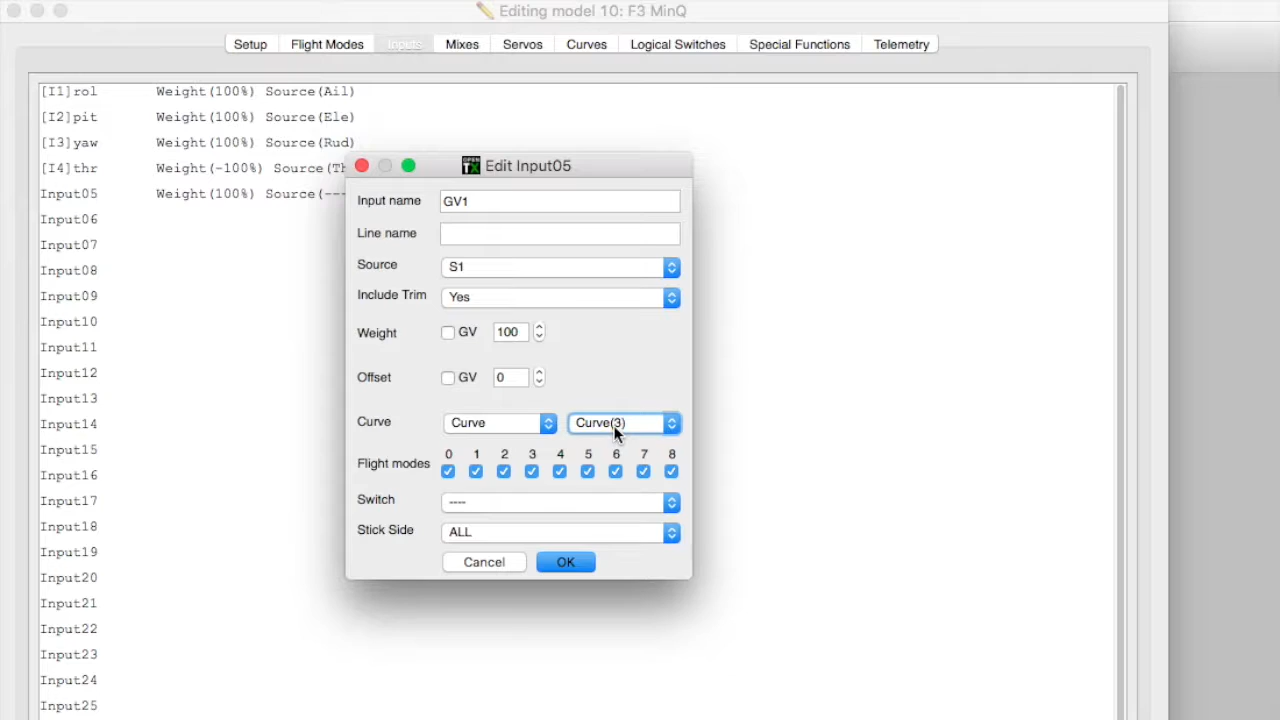 Editing model 10: F3 MinQ
Setup Flight Modes Inputs Mixes Servos Curves Logical Switches Special Functions Telemetry
[I1]rol Weight(100%) Source(Ail)
[I2]pit Weight(100%) Source(Ele)
[I3]yaw Weight(100%) Source(Rud)
[I4]thr Weight(-100%) Source(Th
Input05 Weight(100%) Source(---
Input06
Input07
Input08
Input09
Input10
Input11
Input12
Input13
Input14
Input15
Input16
Input17
Input18
Input19
Input20
Input21
Input22
Input23
Input24
Input25
OPEN TX Edit Input05
Input name GV1
Line name
Source S1
Include Trim Yes
Weight GV 100
Offset GV 0
Curve Curve Curve(3)
0 1 2 3 4 5 6 7 8
Flight modes
Switch ----
Stick Side ALL
Cancel OK